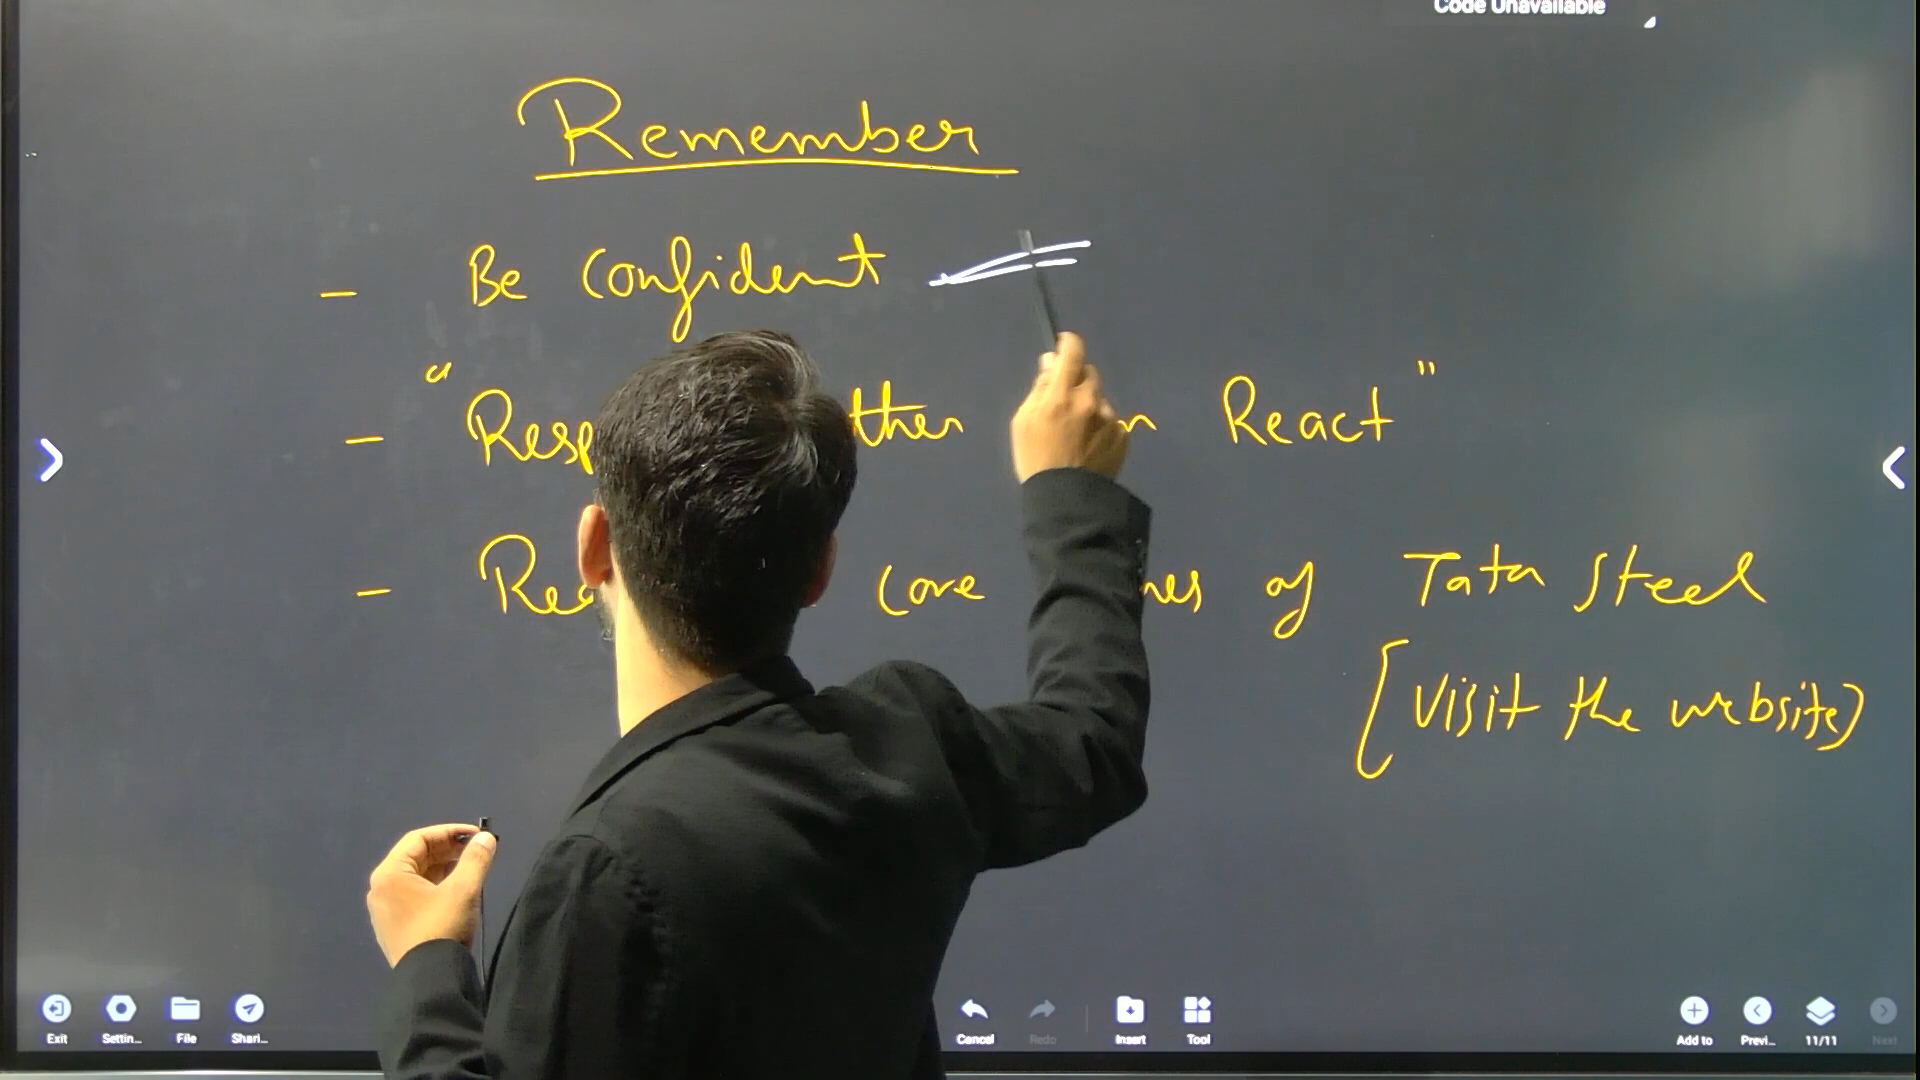 Code Unavailable
Remember
- Be confident
- "Resp ther n React"
- Re core nes of Tata Steel
[Visit the website)
Exit Settin... File Shari... Cancel Redo Insert Tool Add to Previ... 11/11 Next